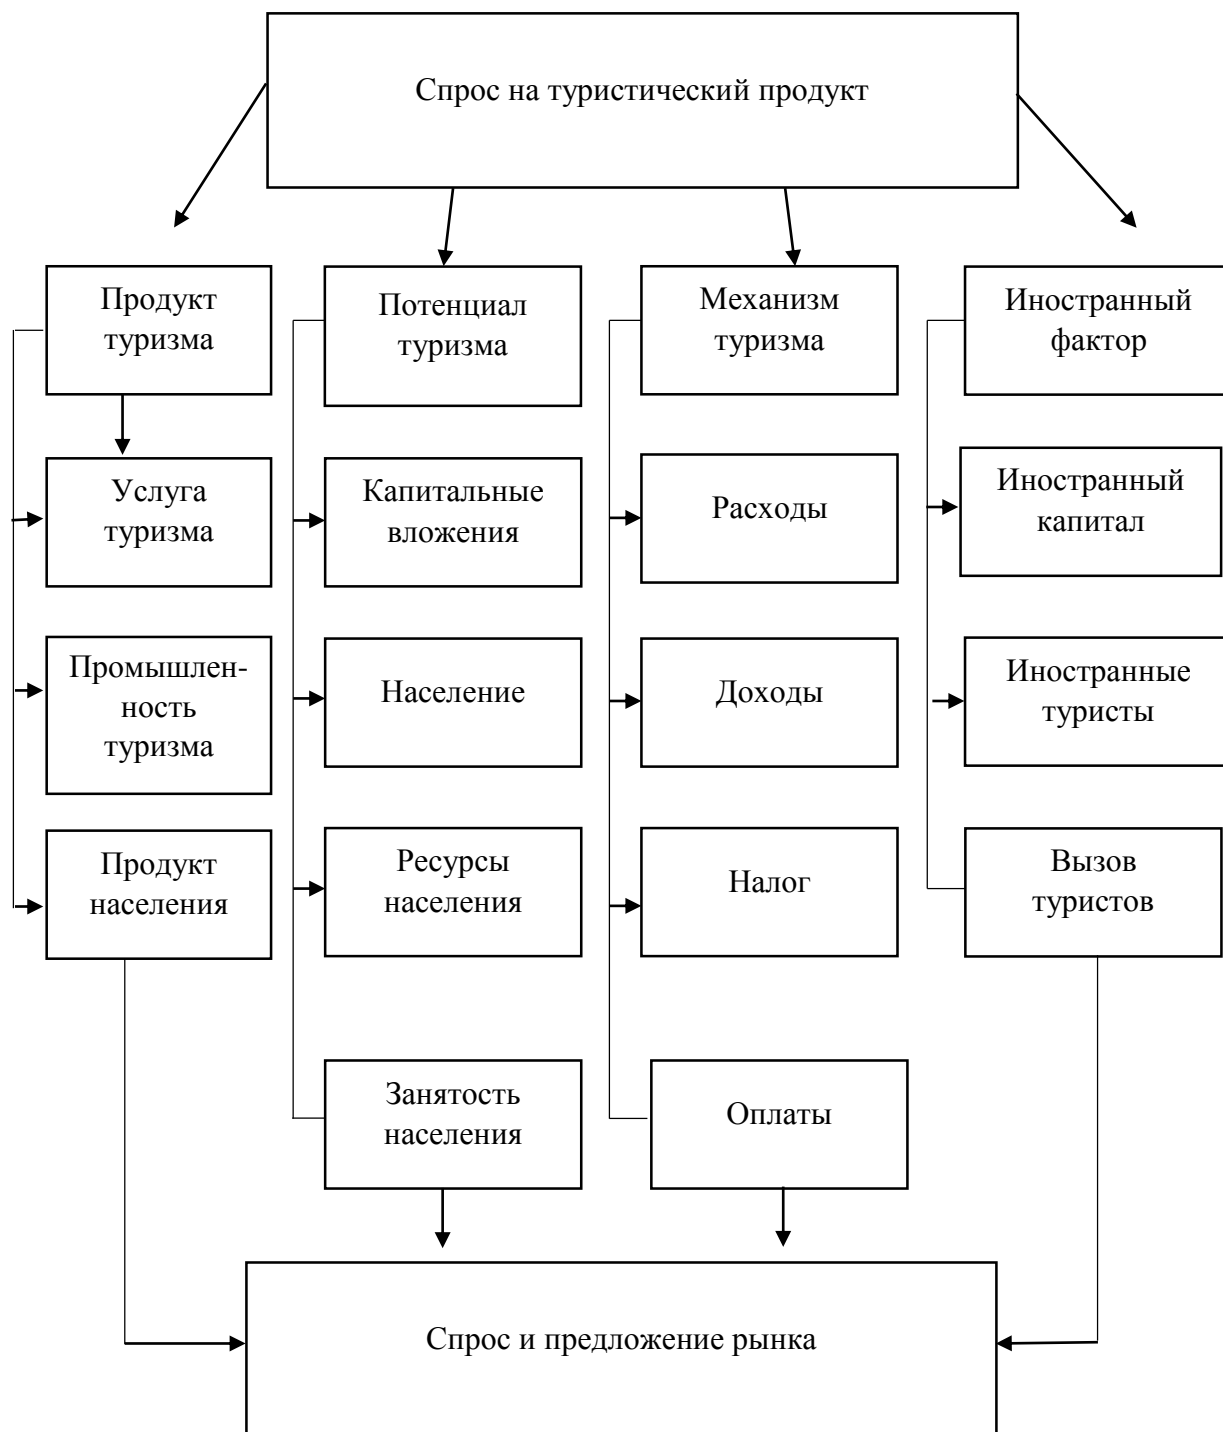 Спрос на туристический продукт
Продукт
туризма
Потенциал
туризма
Механизм
туризма
Иностранный
фактор
Услуга
туризма
Капитальные
вложения
Расходы
Иностранный
капитал
Промышлен-
ность
туризма
Население
Доходы
Иностранные
туристы
Продукт
населения
Ресурсы
населения
Налог
Вызов
туристов
Занятость
населения
Оплаты
Спрос и предложение рынка